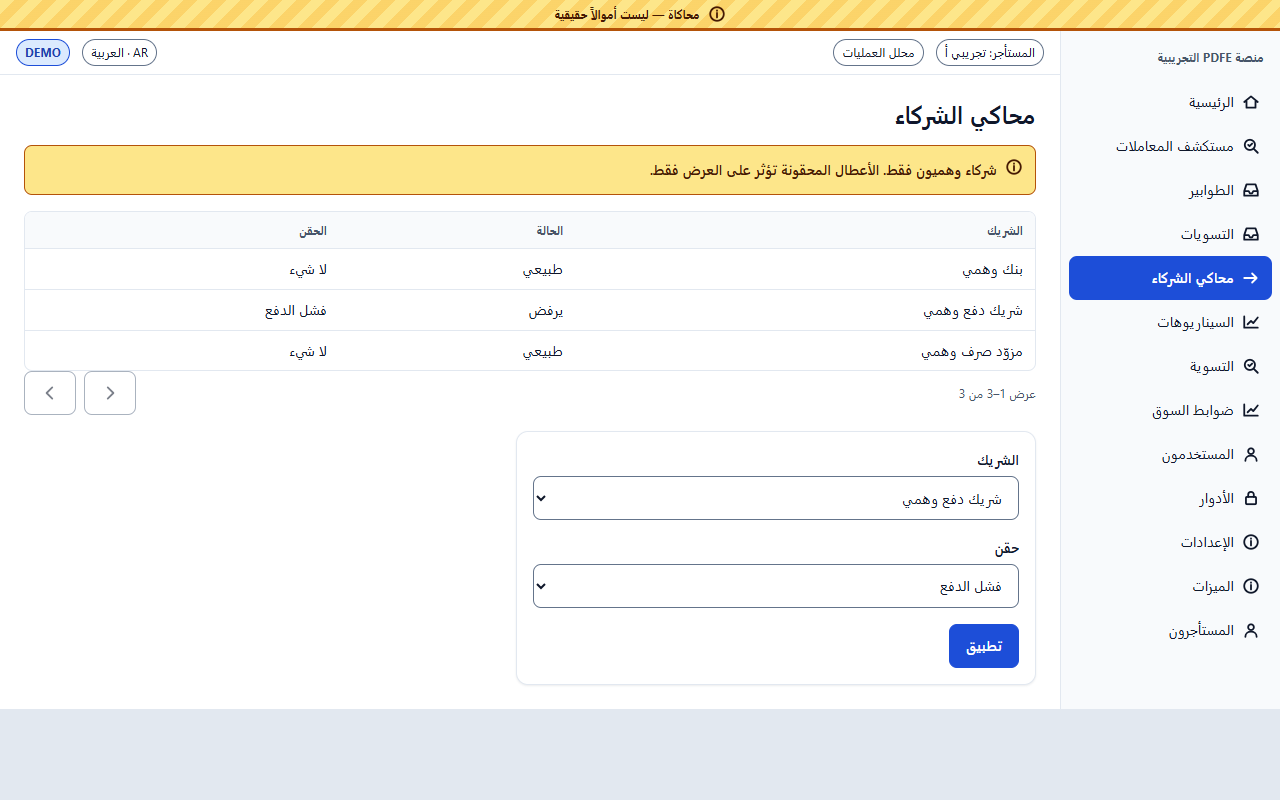 محاكاة — ليست أموالاً حقيقية
منصة PDFE التجريبية
الرئيسية
مستكشف المعاملات
الطوابير
التسويات
محاكي الشركاء
السيناريوهات
التسوية
ضوابط السوق
المستخدمون
الأدوار
الإعدادات
الميزات
المستأجرون
المستأجر: تجريبي أ
محلل العمليات
AR · العربية
DEMO
محاكي الشركاء
شركاء وهميون فقط. الأعطال المحقونة تؤثر على العرض فقط.
الشريك الحالة الحقن
بنك وهمي طبيعي لا شيء
شريك دفع وهمي يرفض فشل الدفع
مزوّد صرف وهمي طبيعي لا شيء
عرض 1–3 من 3
الشريك
شريك دفع وهمي
حقن
فشل الدفع
تطبيق